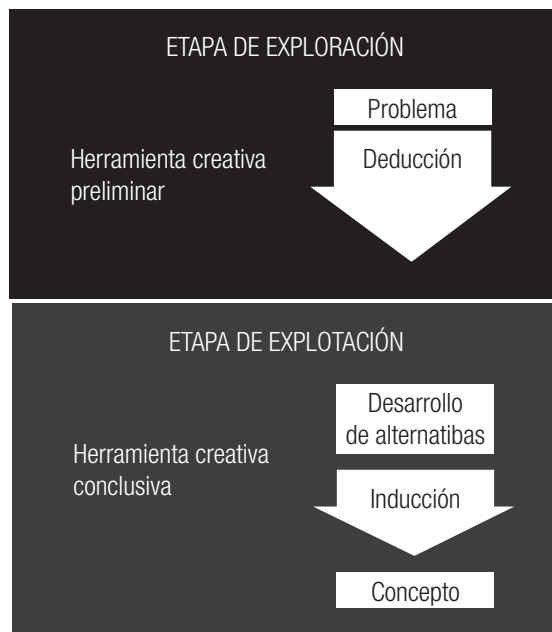 ETAPA DE EXPLORACIÓN
Problema
Herramienta creativa
preliminar
Deducción
ETAPA DE EXPLOTACIÓN
Desarrollo
de alternatibas
Herramienta creativa
conclusiva
Inducción
Concepto